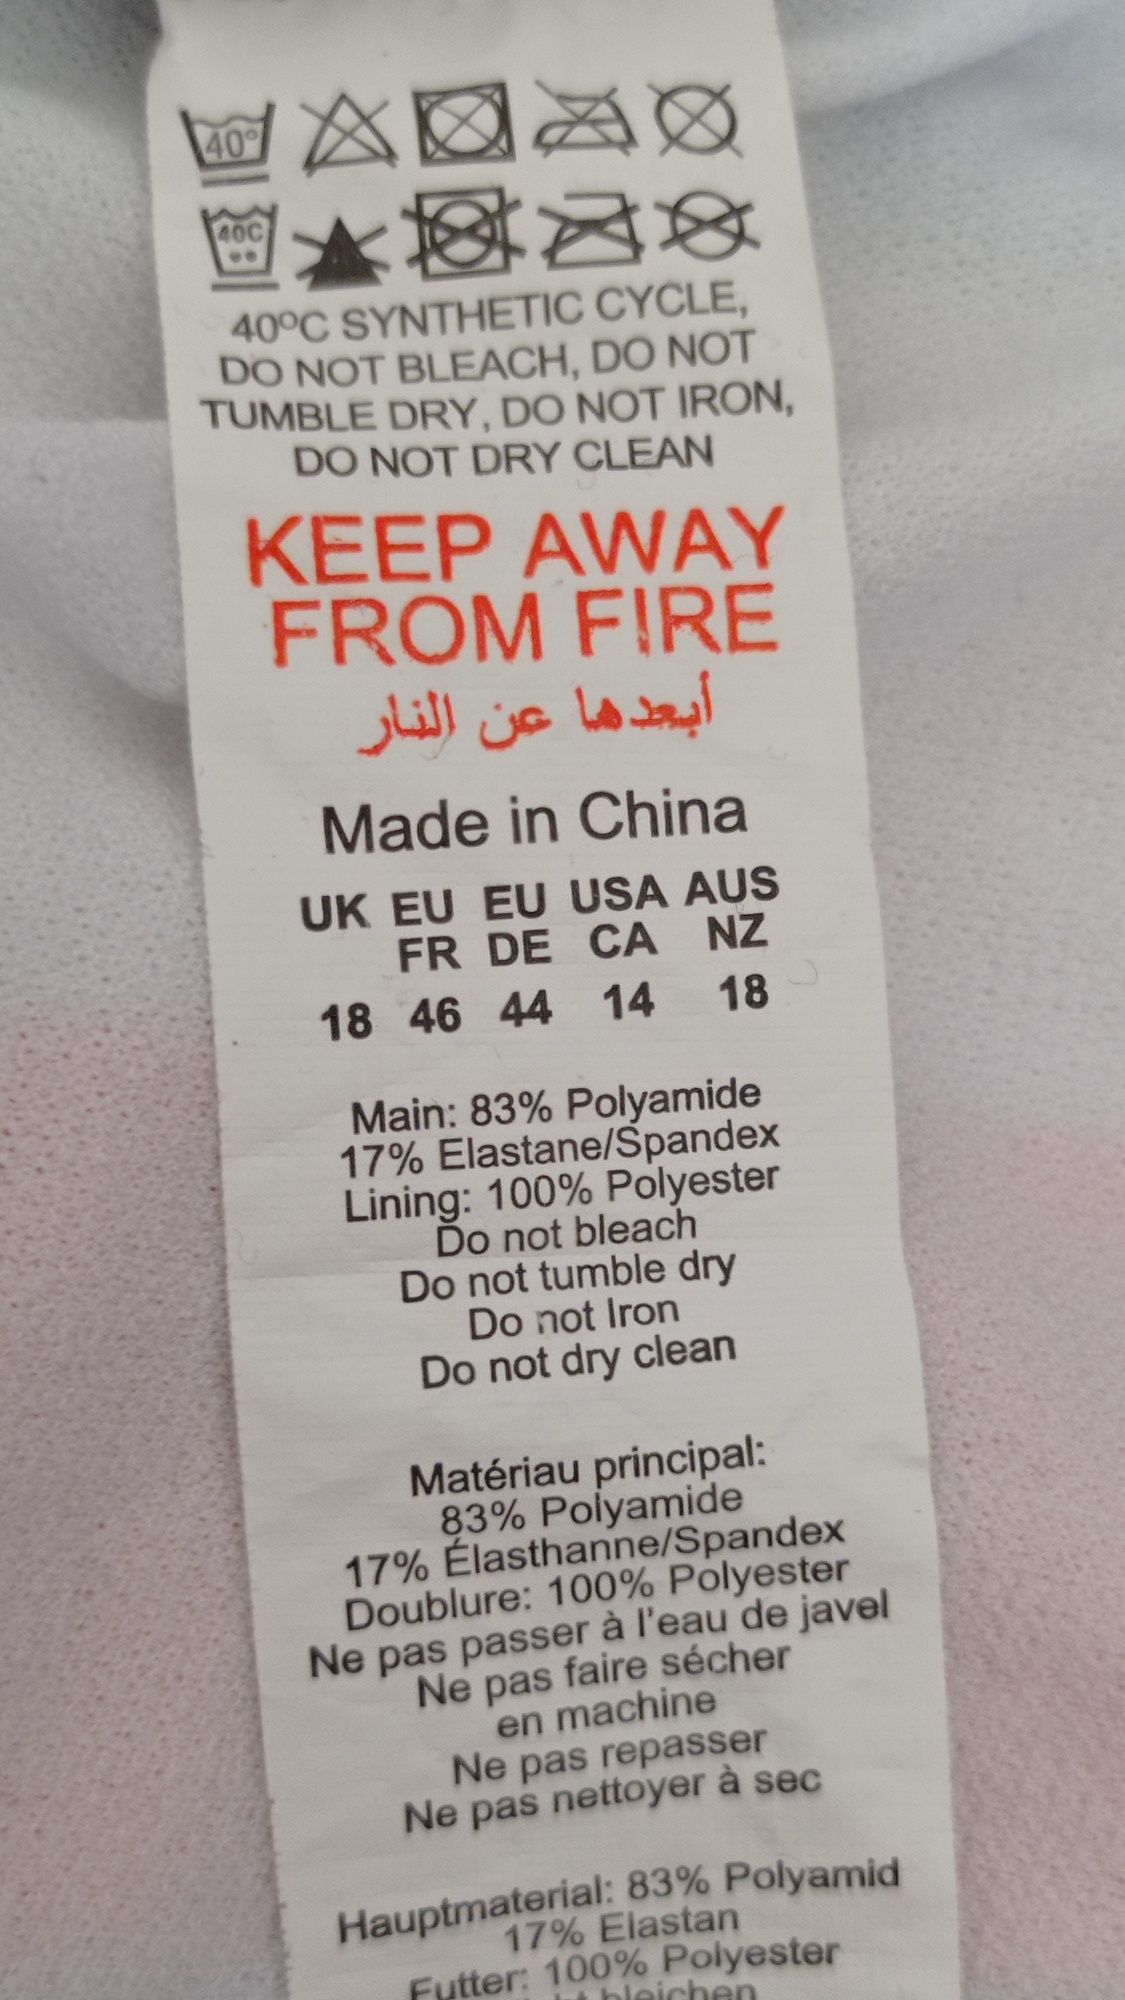 40°
40C
40ºC SYNTHETIC CYCLE,
DO NOT BLEACH, DO NOT
TUMBLE DRY, DO NOT IRON,
DO NOT DRY CLEAN
KEEP AWAY
FROM FIRE
أبعدها عن النار
Made in China
UK EU EU USA AUS
FR DE CA NZ
18 46 44 14 18
Main: 83% Polyamide
17% Elastane/Spandex
Lining: 100% Polyester
Do not bleach
Do not tumble dry
Do not Iron
Do not dry clean
Matériau principal:
83% Polyamide
17% Élasthanne/Spandex
Doublure: 100% Polyester
Ne pas passer à l'eau de javel
Ne pas faire sécher
en machine
Ne pas repasser
Ne pas nettoyer à sec
Hauptmaterial: 83% Polyamid
17% Elastan
Futter: 100% Polyester
bleichen